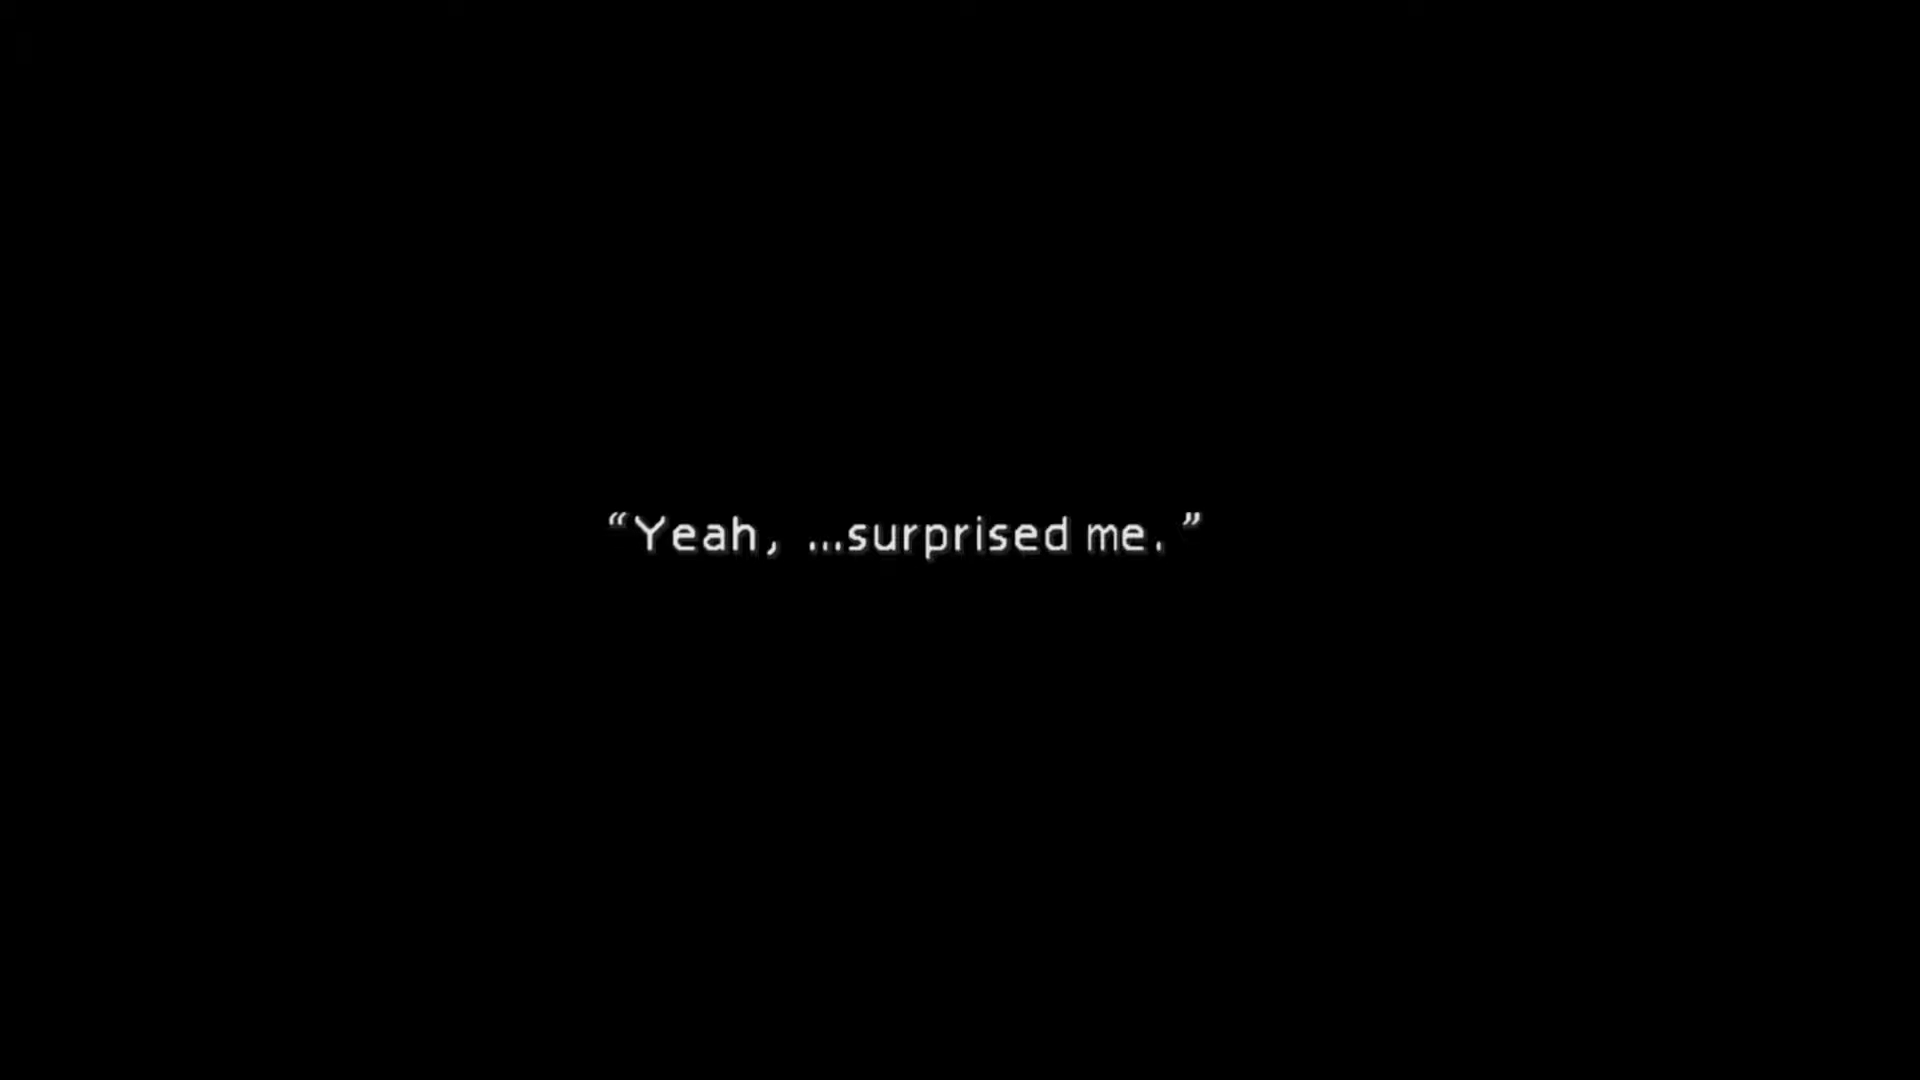 “Yeah, ...surprised me.”